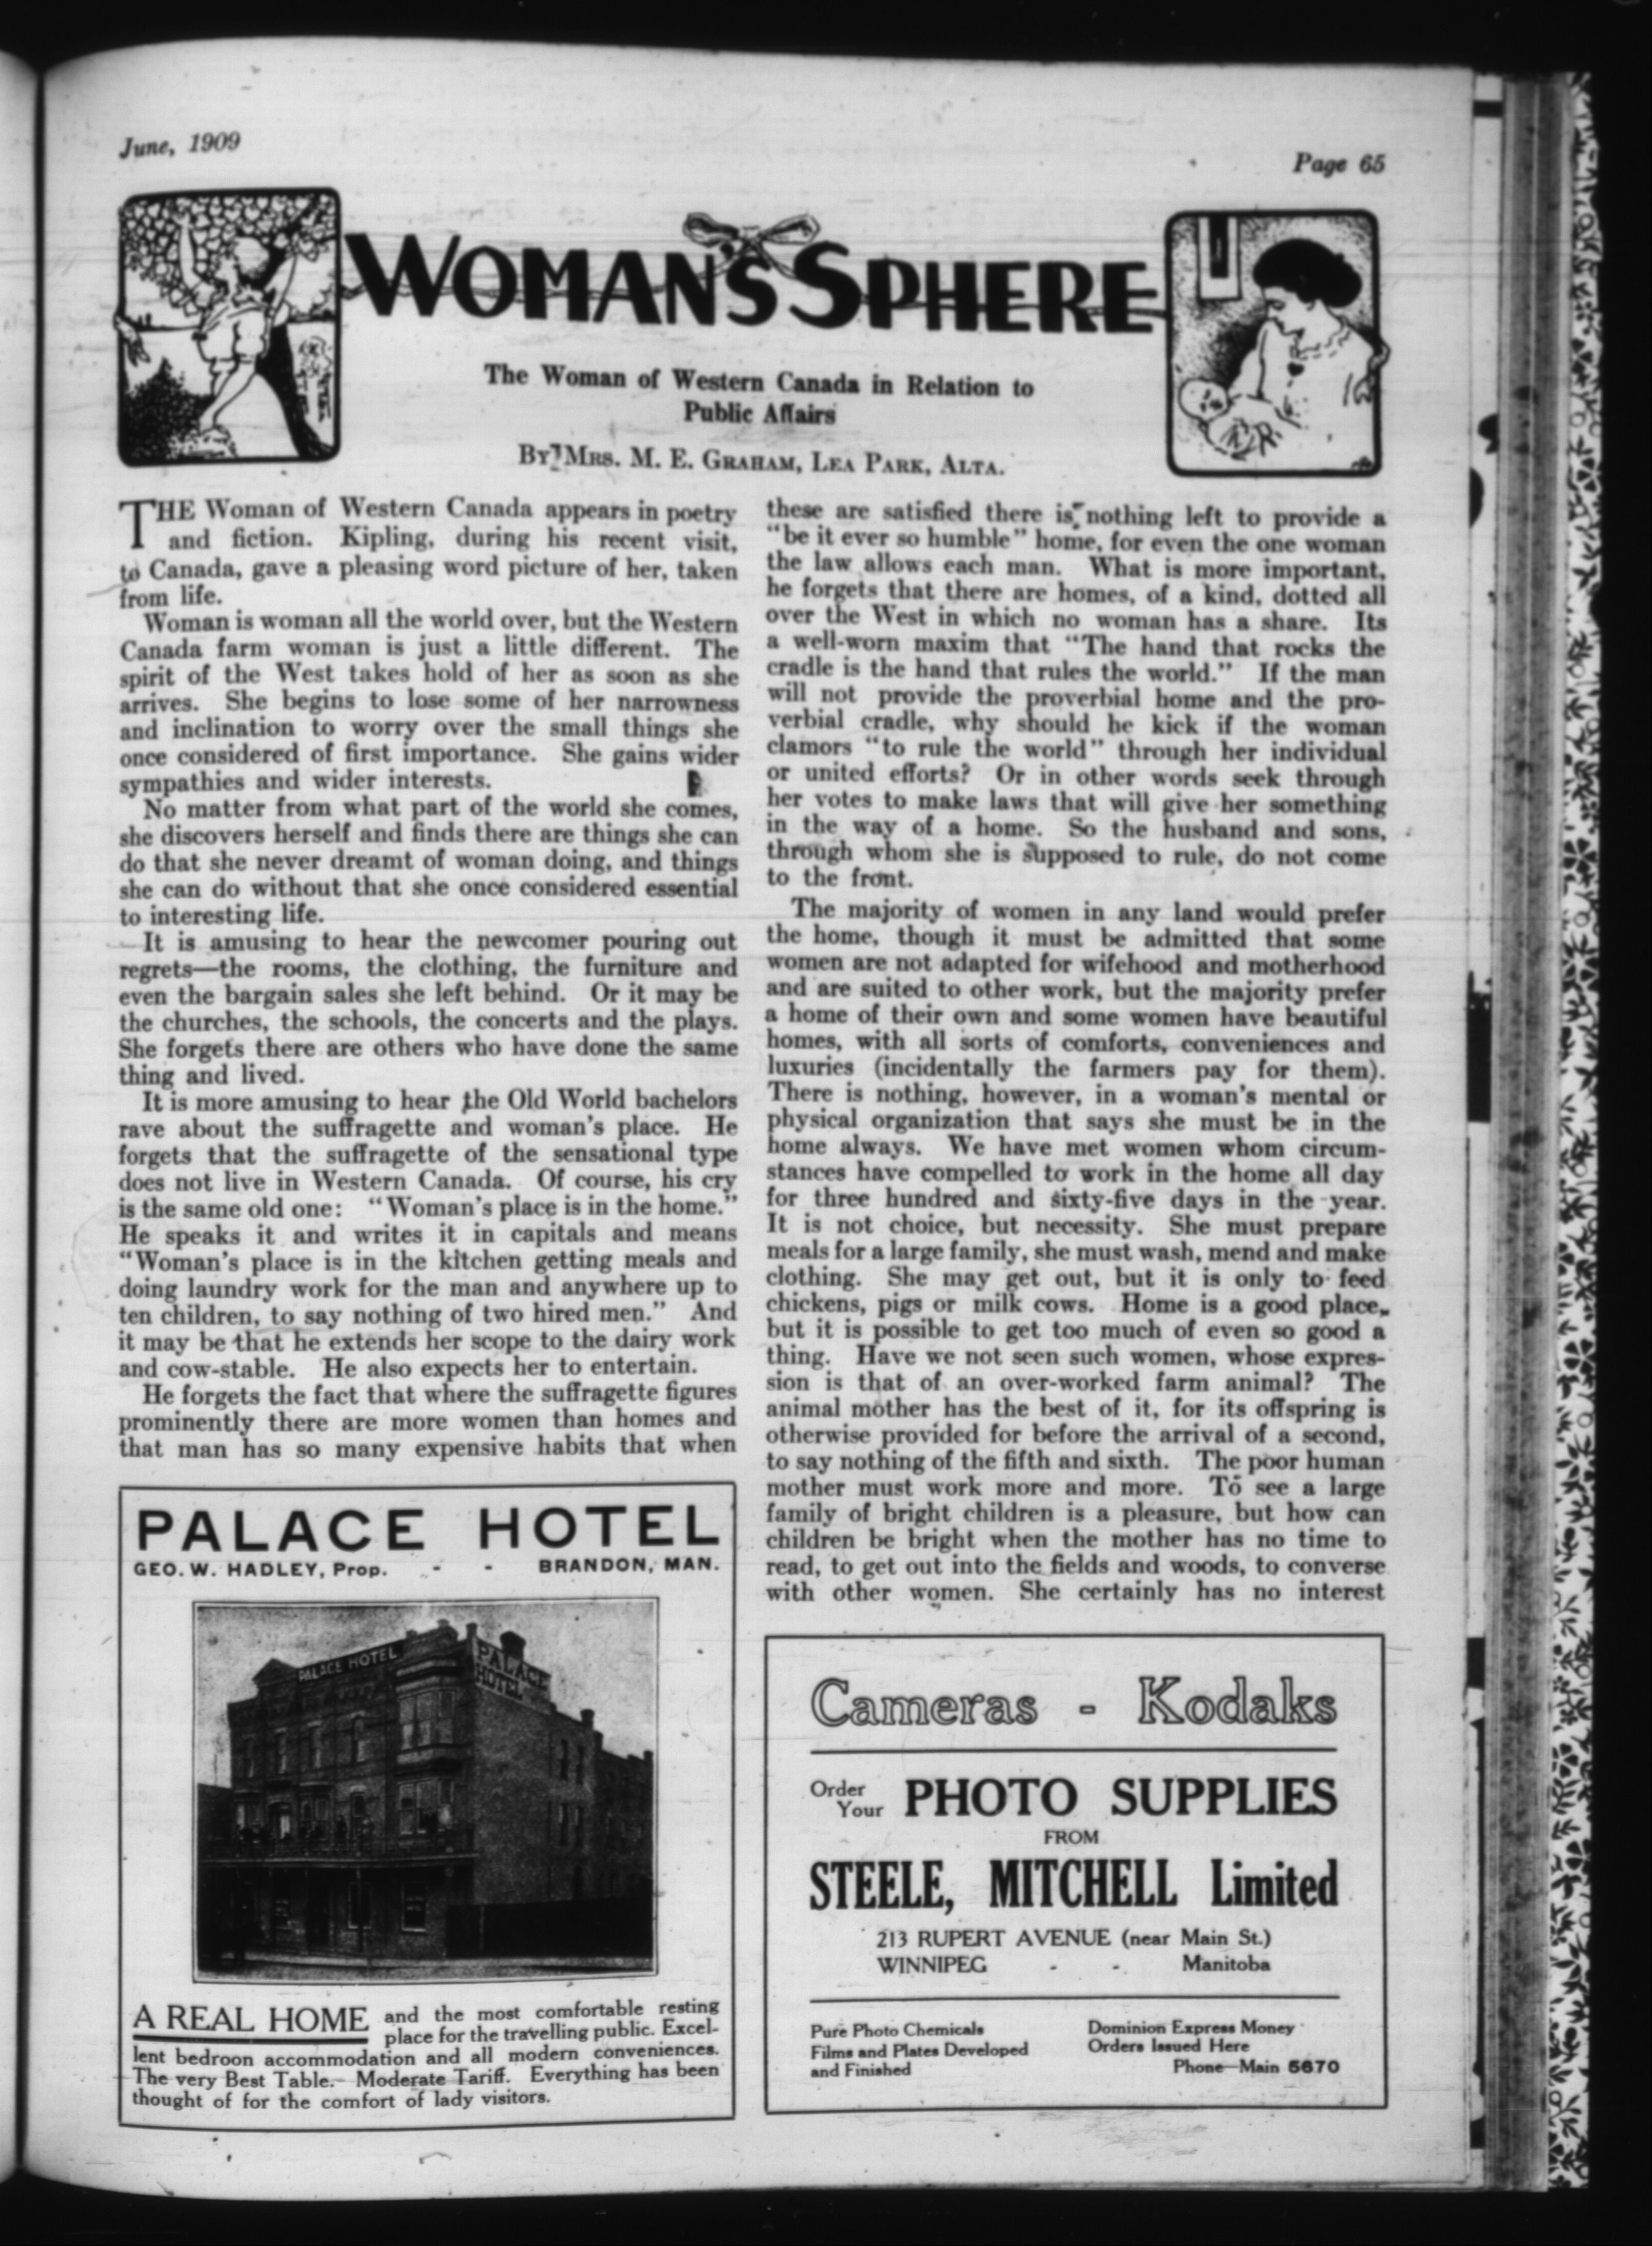 June, 1909
Page 65
WOMAN'S SPHERE
The Woman of Western Canada in Relation to
Public Affairs
By Mrs. M. E. Graham, Lea Park, Alta.
THE Woman of Western Canada appears in poetry
and fiction. Kipling, during his recent visit,
to Canada, gave a pleasing word picture of her, taken
from life.
Woman is woman all the world over, but the Western
Canada farm woman is just a little different. The
spirit of the West takes hold of her as soon as she
arrives. She begins to lose some of her narrowness
and inclination to worry over the small things she
once considered of first importance. She gains wider
sympathies and wider interests.
No matter from what part of the world she comes,
she discovers herself and finds there are things she can
do that she never dreamt of woman doing, and things
she can do without that she once considered essential
to interesting life.
It is amusing to hear the newcomer pouring out
regrets—the rooms, the clothing, the furniture and
even the bargain sales she left behind. Or it may be
the churches, the schools, the concerts and the plays.
She forgets there are others who have done the same
thing and lived.
It is more amusing to hear the Old World bachelors
rave about the suffragette and woman's place. He
forgets that the suffragette of the sensational type
does not live in Western Canada. Of course, his cry
is the same old one: "Woman's place is in the home."
He speaks it and writes it in capitals and means
"Woman's place is in the kitchen getting meals and
doing laundry work for the man and anywhere up to
ten children, to say nothing of two hired men." And
it may be that he extends her scope to the dairy work
and cow-stable. He also expects her to entertain.
He forgets the fact that where the suffragette figures
prominently there are more women than homes and
that man has so many expensive habits that when
these are satisfied there is nothing left to provide a
"be it ever so humble" home, for even the one woman
the law allows each man. What is more important,
he forgets that there are homes, of a kind, dotted all
over the West in which no woman has a share. Its
a well-worn maxim that "The hand that rocks the
cradle is the hand that rules the world." If the man
will not provide the proverbial home and the pro-
verbial cradle, why should he kick if the woman
clamors "to rule the world" through her individual
or united efforts? Or in other words seek through
her votes to make laws that will give her something
in the way of a home. So the husband and sons,
through whom she is supposed to rule, do not come
to the front.
The majority of women in any land would prefer
the home, though it must be admitted that some
women are not adapted for wifehood and motherhood
and are suited to other work, but the majority prefer
a home of their own and some women have beautiful
homes, with all sorts of comforts, conveniences and
luxuries (incidentally the farmers pay for them).
There is nothing, however, in a woman's mental or
physical organization that says she must be in the
home always. We have met women whom circum-
stances have compelled to work in the home all day
for three hundred and sixty-five days in the year.
It is not choice, but necessity. She must prepare
meals for a large family, she must wash, mend and make
clothing. She may get out, but it is only to feed
chickens, pigs or milk cows. Home is a good place,
but it is possible to get too much of even so good a
thing. Have we not seen such women, whose expres-
sion is that of an over-worked farm animal? The
animal mother has the best of it, for its offspring is
otherwise provided for before the arrival of a second,
to say nothing of the fifth and sixth. The poor human
mother must work more and more. To see a large
family of bright children is a pleasure, but how can
children be bright when the mother has no time to
read, to get out into the fields and woods, to converse
with other women. She certainly has no interest
PALACE HOTEL
GEO. W. HADLEY, Prop. - - BRANDON, MAN.
PALACE HOTEL
PALACE
HOTEL
A REAL HOME and the most comfortable resting
place for the travelling public. Excel-
lent bedroon accommodation and all modern conveniences.
The very Best Table. Moderate Tariff. Everything has been
thought of for the comfort of lady visitors.
Cameras - Kodaks
Order
Your PHOTO SUPPLIES
FROM
STEELE, MITCHELL Limited
213 RUPERT AVENUE (near Main St.)
WINNIPEG - - Manitoba
Pure Photo Chemicals
Films and Plates Developed
and Finished
Dominion Express Money
Orders Issued Here
Phone—Main 5670